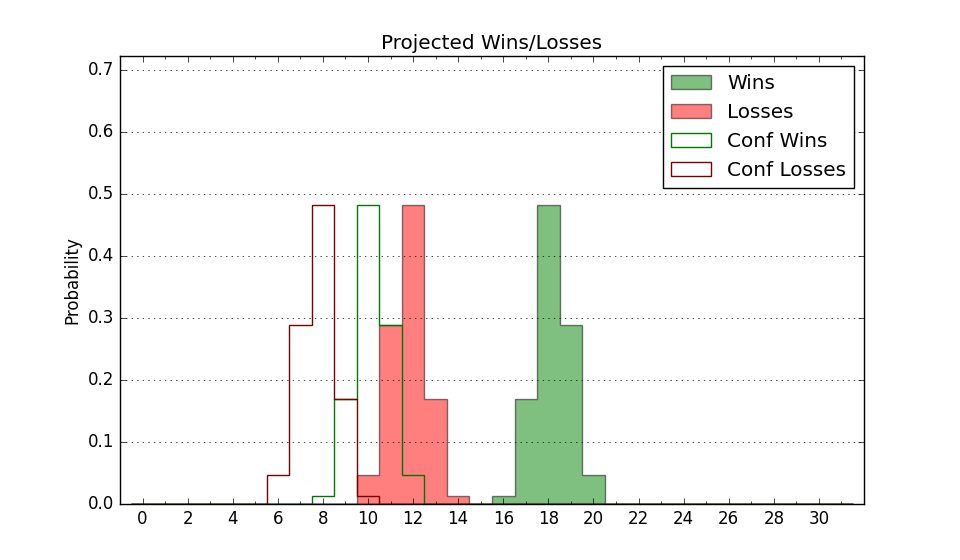 Projected Wins/Losses
Probability
0.7
0.6
0.5
0.4
0.3
0.2
0.1
0.0
0 2 4 6 8 10 12 14 16 18 20 22 24 26 28 30
Wins
Losses
Conf Wins
Conf Losses